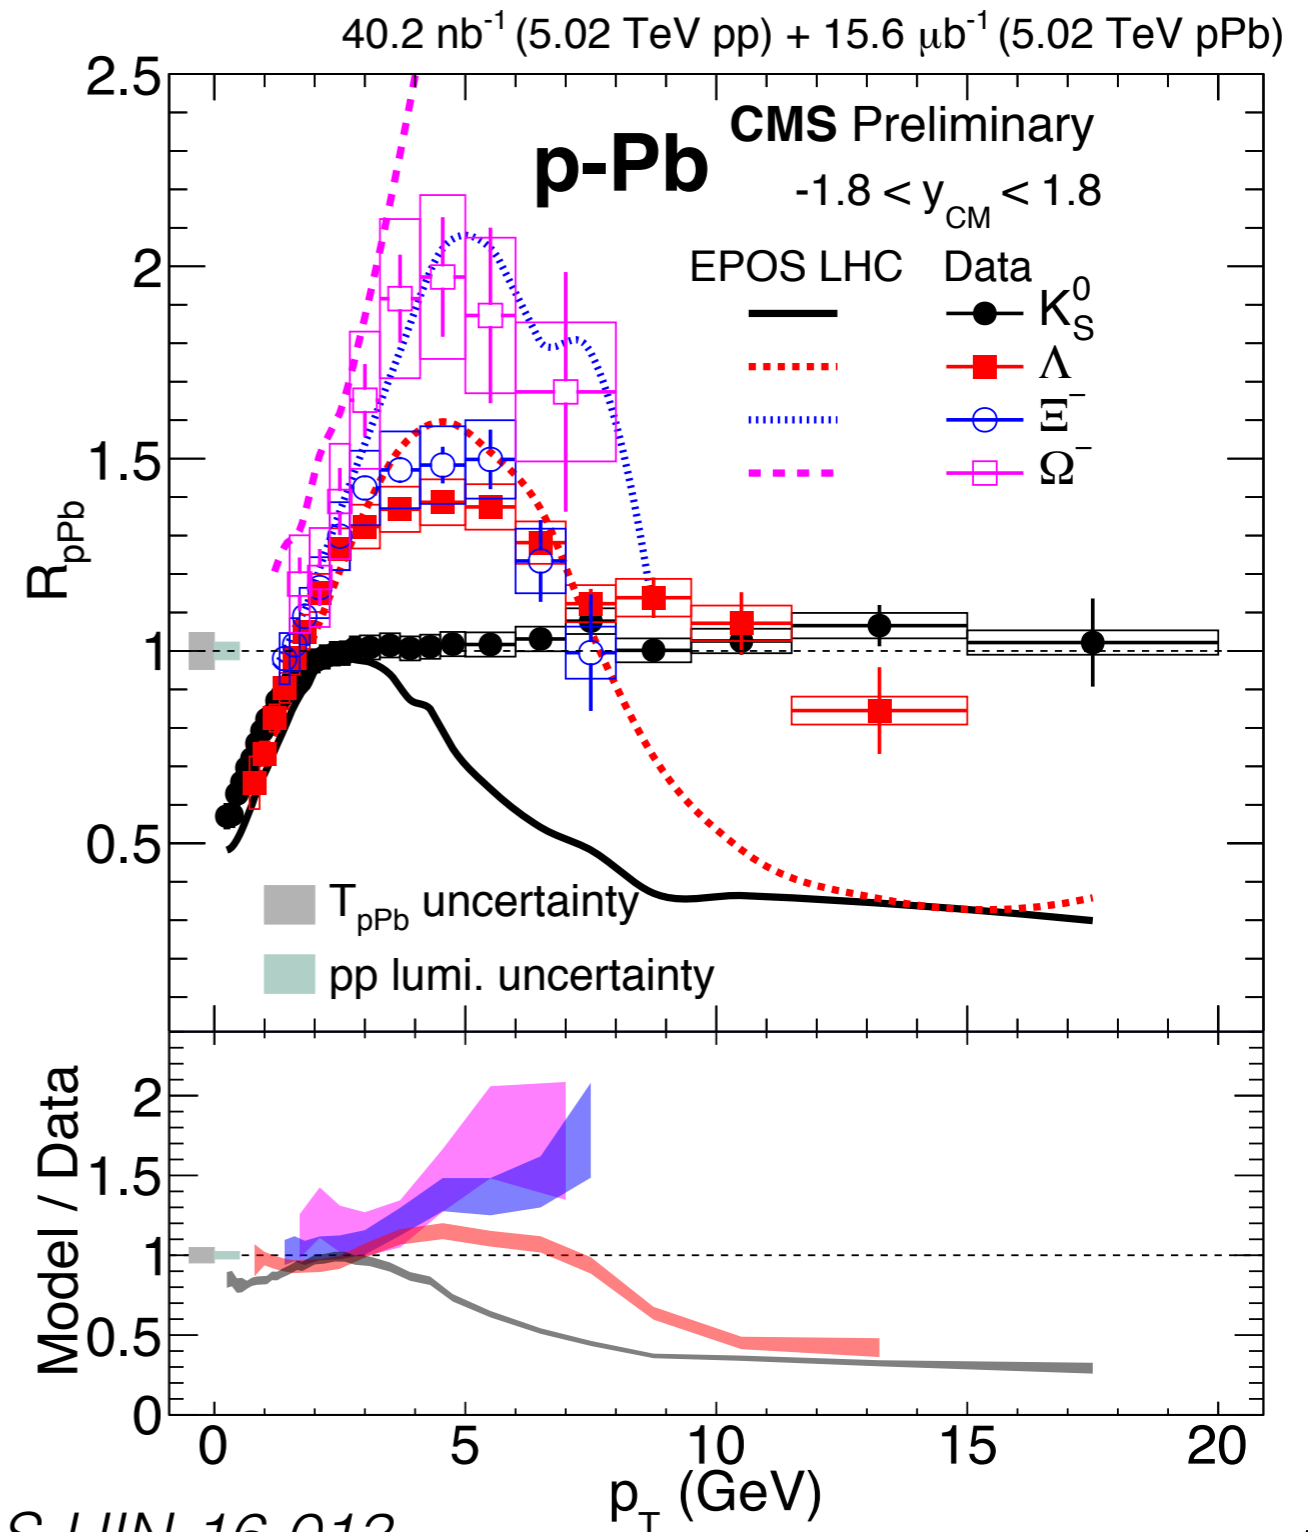 40.2 nb⁻¹ (5.02 TeV pp) + 15.6 μb⁻¹ (5.02 TeV pPb)
2.5
CMS Preliminary
p-Pb
-1.8 < y_CM < 1.8
EPOS LHC Data
K⁰_S
Λ
Ξ⁻
Ω⁻
2
1.5
1
0.5
R_pPb
T_pPb uncertainty
pp lumi. uncertainty
Model / Data
2
1.5
1
0.5
0
0 5 10 15 20
p_T (GeV)
16-012